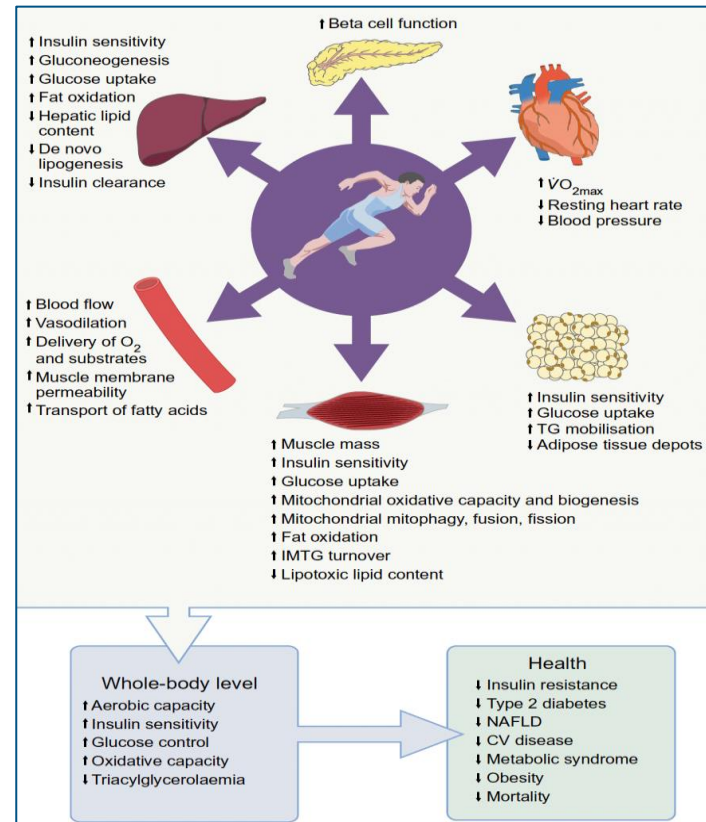 ↑ Beta cell function
↑ Insulin sensitivity
↑ Gluconeogenesis
↑ Glucose uptake
↑ Fat oxidation
↓ Hepatic lipid
content
↓ De novo
lipogenesis
↓ Insulin clearance
↑ V̇O₂max
↓ Resting heart rate
↓ Blood pressure
↑ Blood flow
↑ Vasodilation
↑ Delivery of O₂
and substrates
↑ Muscle membrane
permeability
↑ Transport of fatty acids
↑ Insulin sensitivity
↑ Glucose uptake
↑ TG mobilisation
↓ Adipose tissue depots
↑ Muscle mass
↑ Insulin sensitivity
↑ Glucose uptake
↑ Mitochondrial oxidative capacity and biogenesis
↑ Mitochondrial mitophagy, fusion, fission
↑ Fat oxidation
↑ IMTG turnover
↓ Lipotoxic lipid content
Whole-body level
↑ Aerobic capacity
↑ Insulin sensitivity
↑ Glucose control
↑ Oxidative capacity
↓ Triacylglycerolaemia
Health
↓ Insulin resistance
↓ Type 2 diabetes
↓ NAFLD
↓ CV disease
↓ Metabolic syndrome
↓ Obesity
↓ Mortality